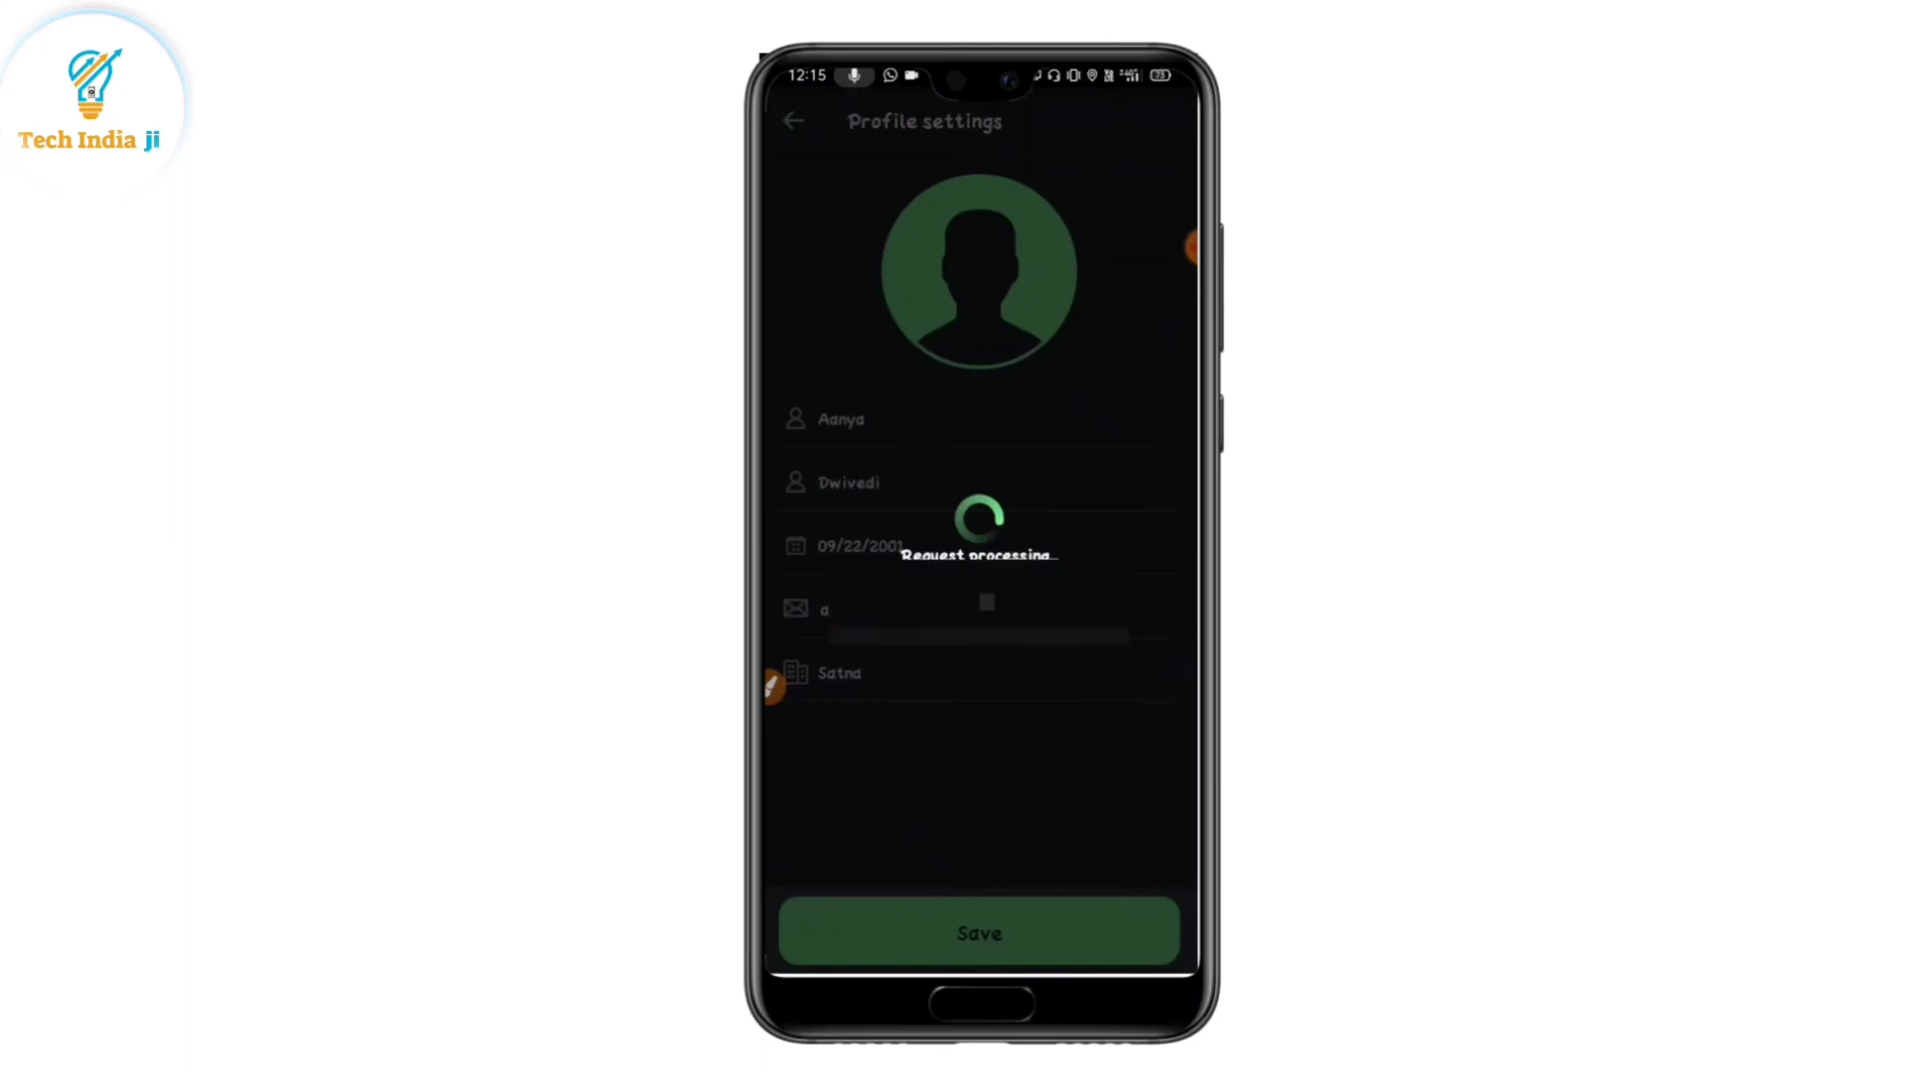 Tech India ji
12:15
Profile settings
Aanya
Dwivedi
09/22/2001
Request processing...
a
Satna
Save